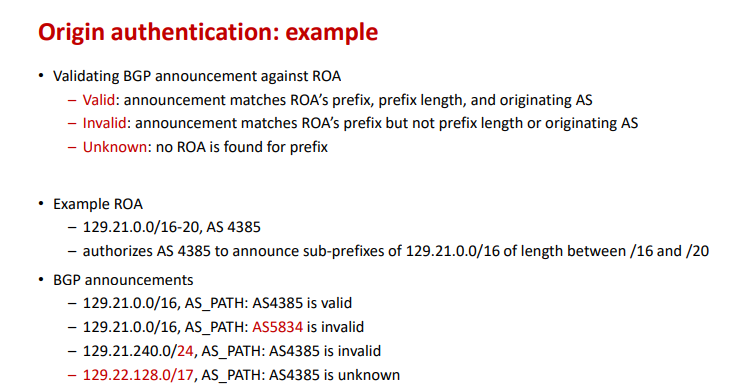 Origin authentication: example
• Validating BGP announcement against ROA
– Valid: announcement matches ROA’s prefix, prefix length, and originating AS
– Invalid: announcement matches ROA’s prefix but not prefix length or originating AS
– Unknown: no ROA is found for prefix
• Example ROA
– 129.21.0.0/16-20, AS 4385
– authorizes AS 4385 to announce sub-prefixes of 129.21.0.0/16 of length between /16 and /20
• BGP announcements
– 129.21.0.0/16, AS_PATH: AS4385 is valid
– 129.21.0.0/16, AS_PATH: AS5834 is invalid
– 129.21.240.0/24, AS_PATH: AS4385 is invalid
– 129.22.128.0/17, AS_PATH: AS4385 is unknown